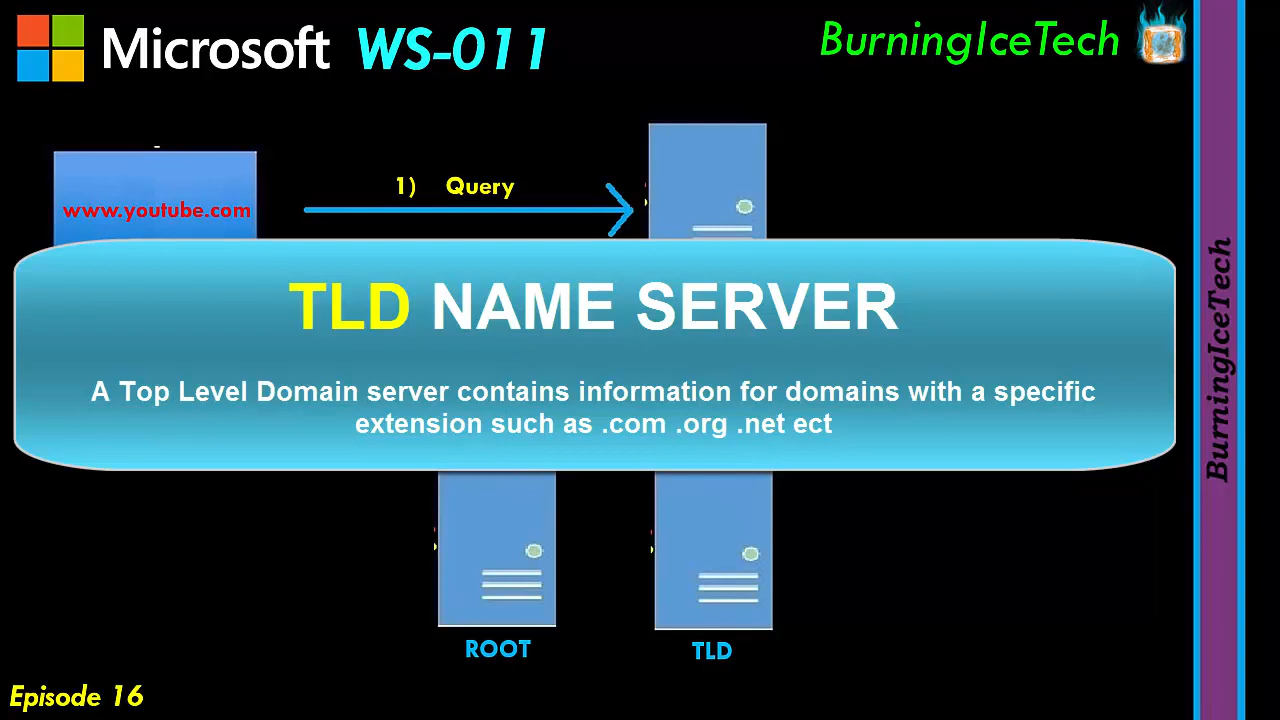 Microsoft WS-011
BurningIceTech
1) Query
www.youtube.com
TLD NAME SERVER
A Top Level Domain server contains information for domains with a specific
extension such as .com .org .net ect
BurningIceTech
ROOT
TLD
Episode 16